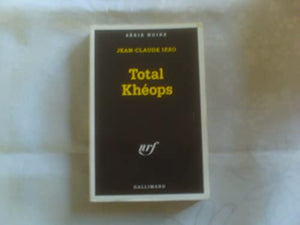 SÉRIE NOIRE
JEAN-CLAUDE IZZO
Total
Khéops
nrf
GALLIMARD